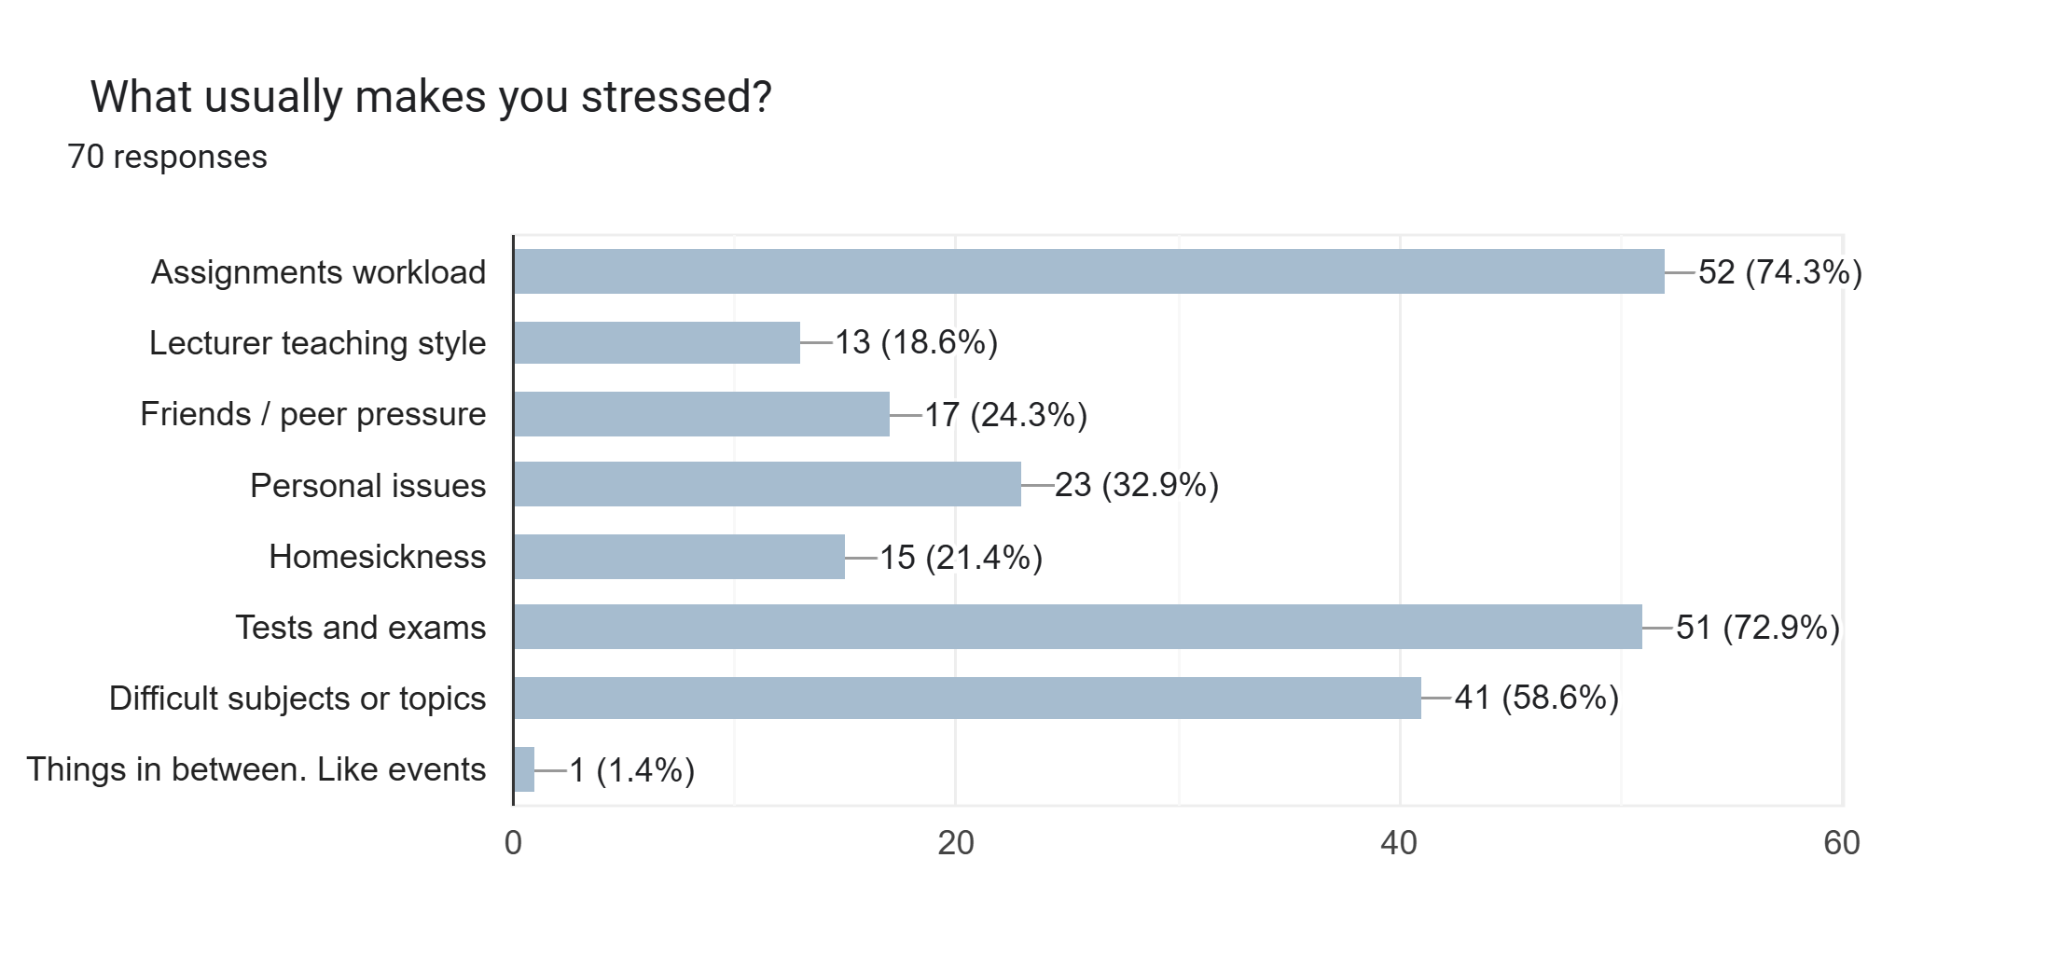 What usually makes you stressed?
70 responses
Assignments workload 52 (74.3%)
Lecturer teaching style 13 (18.6%)
Friends / peer pressure 17 (24.3%)
Personal issues 23 (32.9%)
Homesickness 15 (21.4%)
Tests and exams 51 (72.9%)
Difficult subjects or topics 41 (58.6%)
Things in between. Like events 1 (1.4%)
0 20 40 60